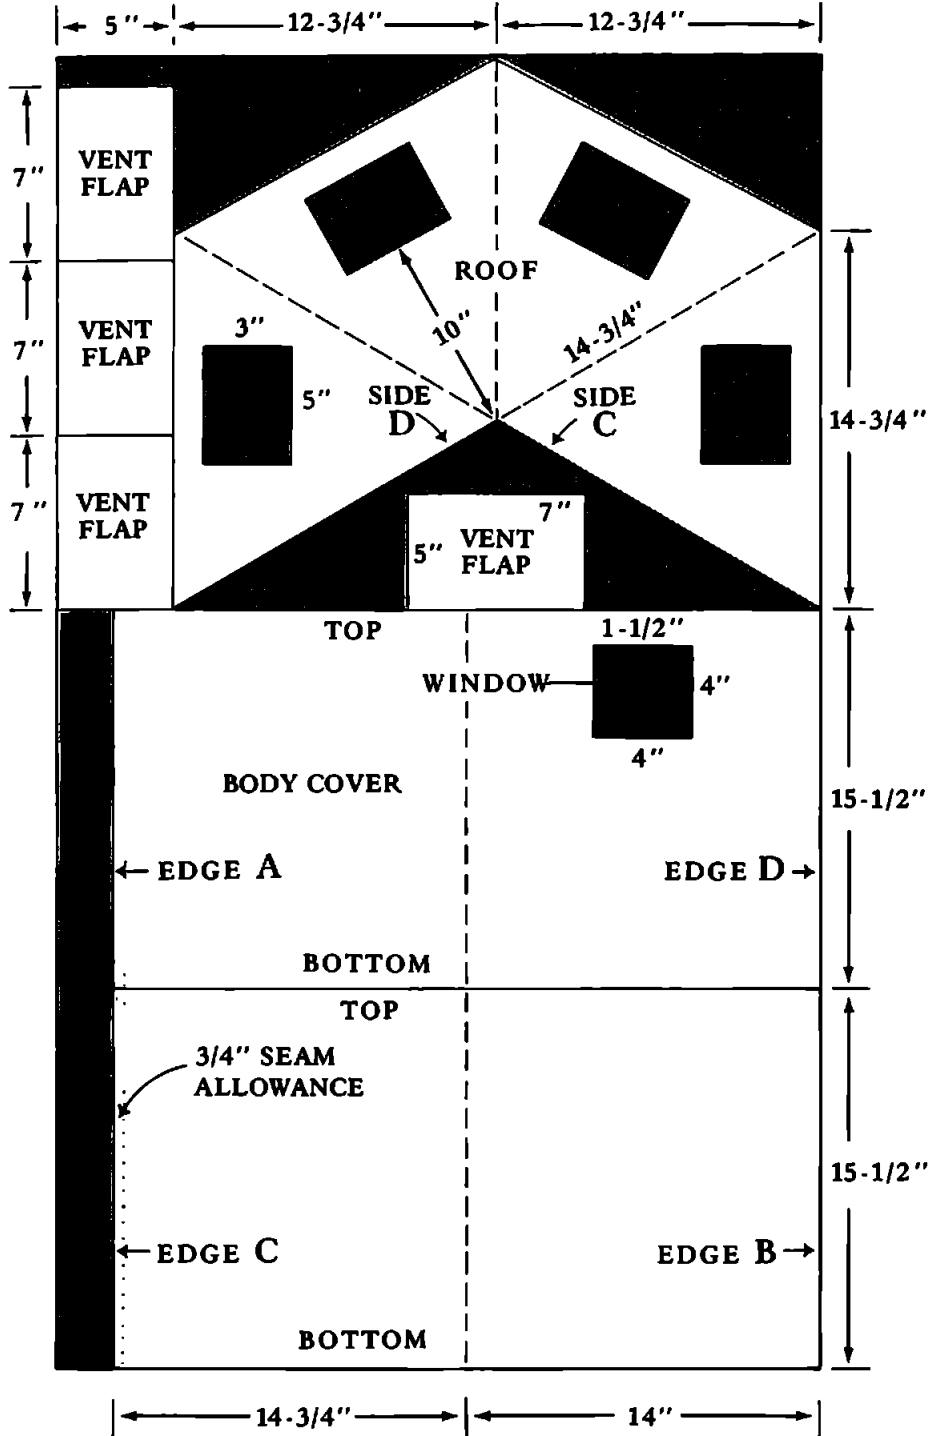 5" 12-3/4" 12-3/4"
VENT
FLAP
7"
ROOF
VENT
FLAP
7"
3"
5"
10"
14-3/4"
SIDE
D
SIDE
C
14-3/4"
VENT
FLAP
7"
7"
5"
VENT
FLAP
TOP
1-1/2"
WINDOW
4"
4"
BODY COVER
15-1/2"
EDGE A
EDGE D
BOTTOM
TOP
3/4" SEAM
ALLOWANCE
15-1/2"
EDGE C
EDGE B
BOTTOM
14-3/4" 14"